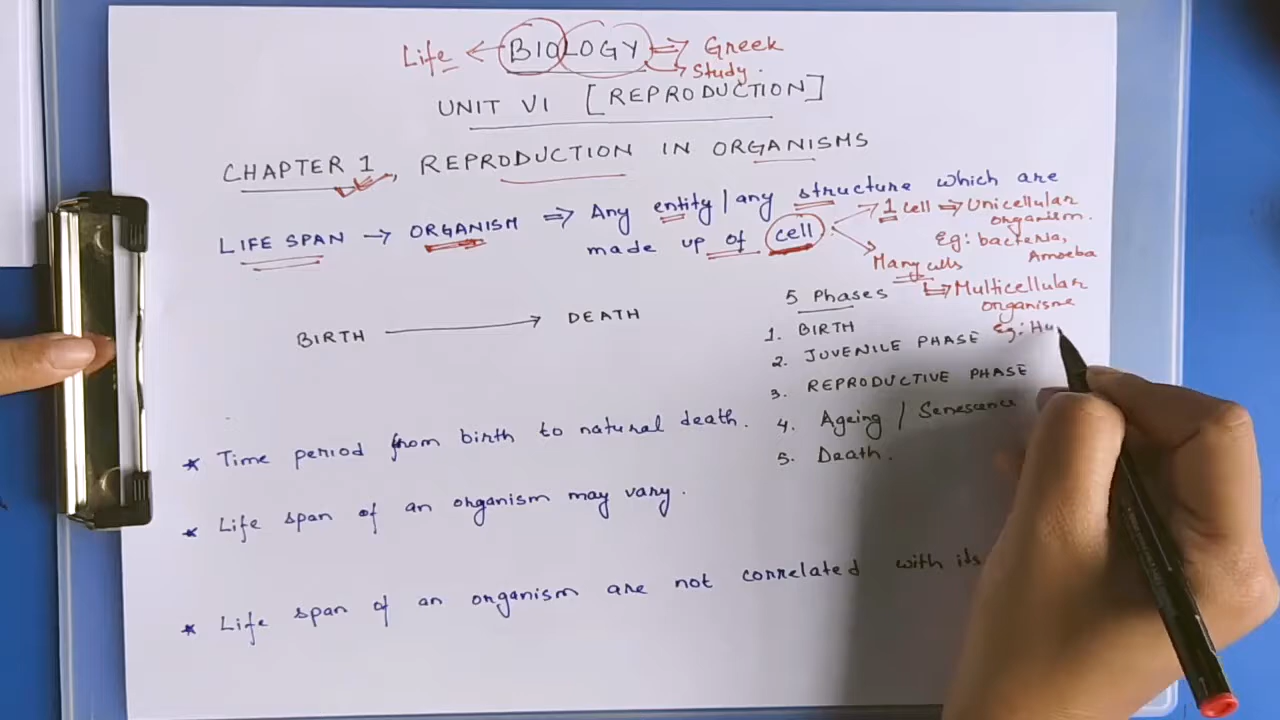 Life ← BIOLOGY ⇒ Greek
→ Study.
UNIT VI [REPRODUCTION]
CHAPTER 1, REPRODUCTION IN ORGANISMS
LIFE SPAN → ORGANISM ⇒ Any entity / any structure which are
made up of cell.
1 cell ⇒ Unicellular
organism.
Eg: bacteria,
Amoeba
Many cells
↳ Multicellular
organisme
Eg: Hu
BIRTH → DEATH
5 Phases
1. BIRTH
2. JUVENILE PHASE
3. REPRODUCTIVE PHASE
4. Ageing / Senescence
5. Death.
* Time period from birth to natural death.
* Life span of an organism may vary.
* Life span of an organism are not correlated with its